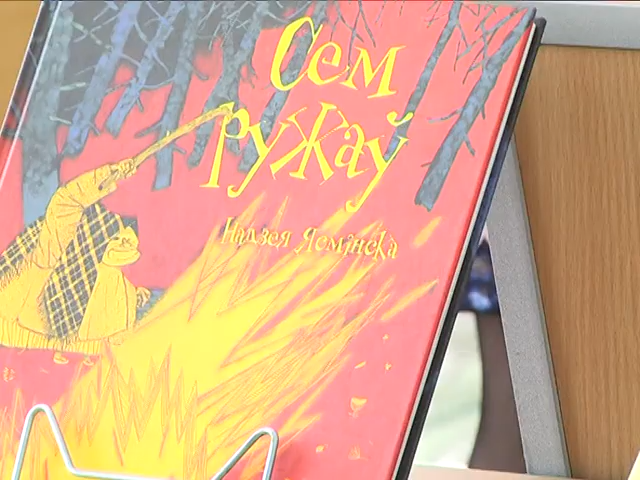 Сем
ружаў
Надзея Ясмінска